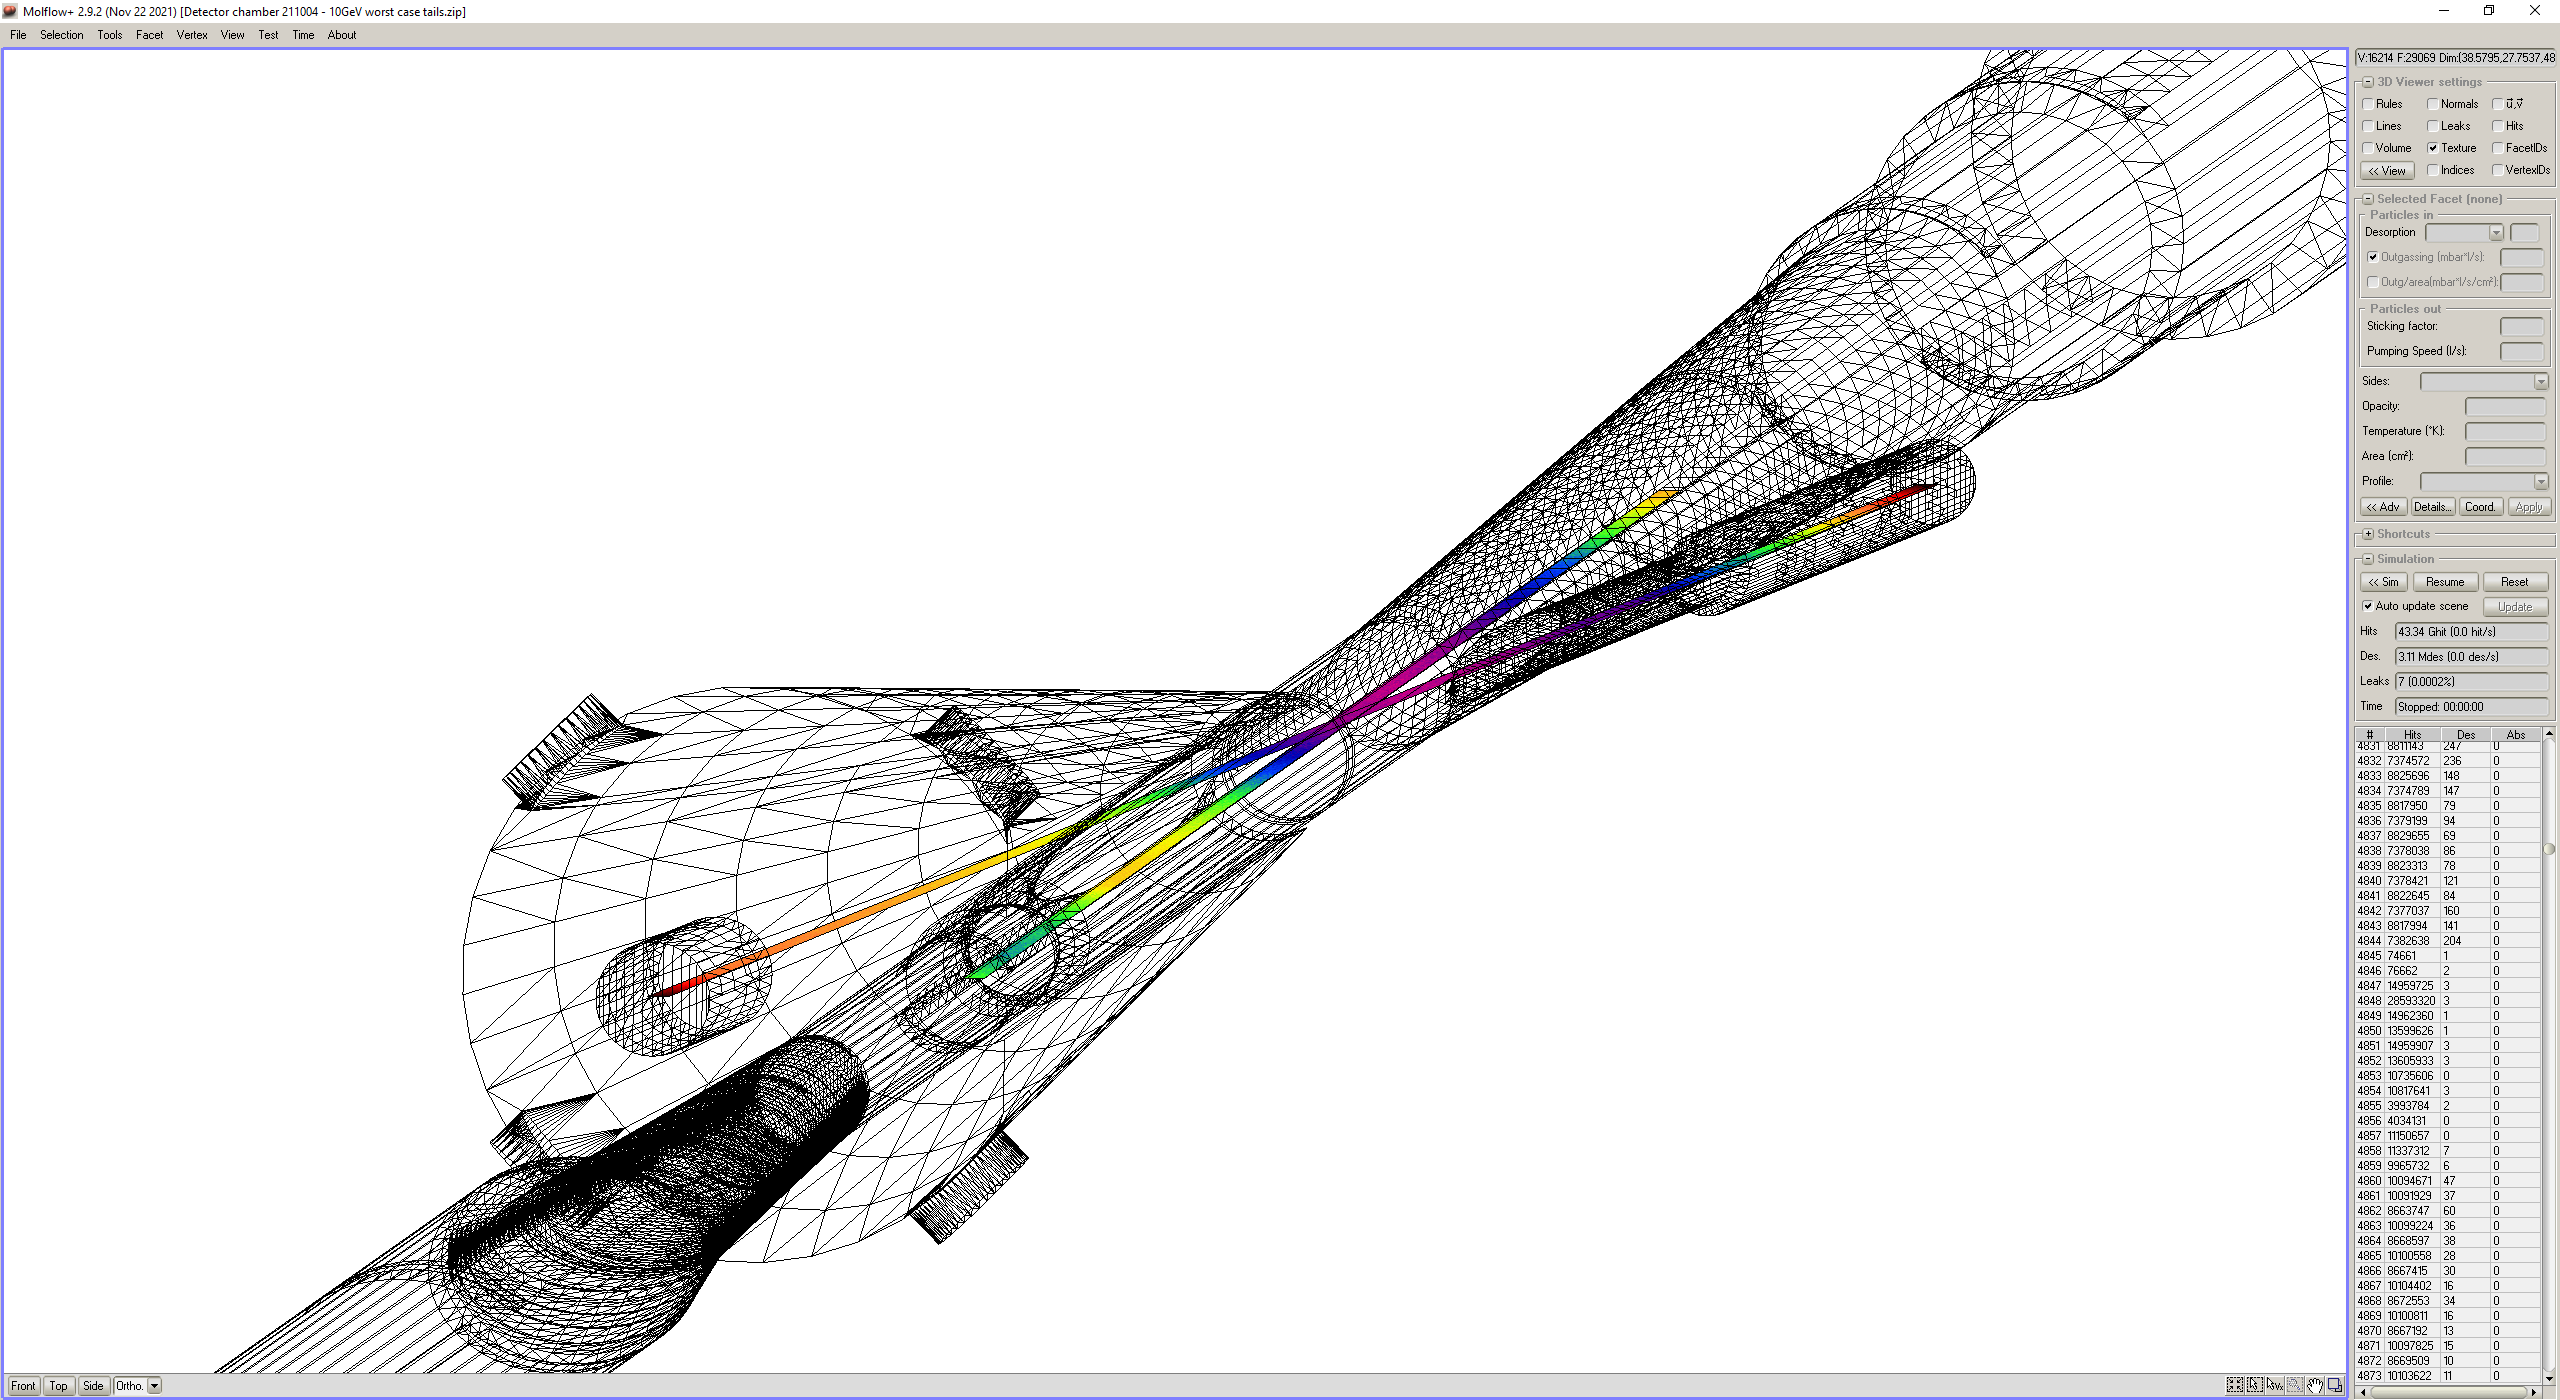 Molflow+ 2.9.2 (Nov 22 2021) [Detector chamber 211004 - 10GeV worst case tails.zip]
File Selection Tools Facet Vertex View Test Time About
V:16214 F:29069 Dim:(38.5795,27.7537,48
3D Viewer settings
Rules Normals u,v
Lines Leaks Hits
Volume Texture FacetIDs
<< View Indices VertexIDs
Selected Facet (none)
Particles in
Desorption
Outgassing (mbar*l/s):
Outg/area(mbar*l/s/cm²):
Particles out
Sticking factor:
Pumping Speed (l/s):
Sides:
Opacity:
Temperature (°K):
Area (cm²):
Profile:
<< Adv Details... Coord. Apply
Shortcuts
Simulation
<< Sim Resume Reset
Auto update scene Update
Hits 43.34 Ghit (0.0 hit/s)
Des. 3.11 Mdes (0.0 des/s)
Leaks 7 (0.0002%)
Time Stopped: 00:00:00
# Hits Des Abs
4831 8811143 247 0
4832 7374572 236 0
4833 8825696 148 0
4834 7374789 147 0
4835 8817950 79 0
4836 7379199 94 0
4837 8829655 69 0
4838 7378038 86 0
4839 8823313 78 0
4840 7378421 121 0
4841 8822645 84 0
4842 7377037 160 0
4843 8817994 141 0
4844 7382638 204 0
4845 74661 1 0
4846 76662 2 0
4847 14959725 3 0
4848 28593320 3 0
4849 14962360 1 0
4850 13599626 1 0
4851 14959907 3 0
4852 13605933 3 0
4853 10735606 0 0
4854 10817641 3 0
4855 3993784 2 0
4856 4034131 0 0
4857 11150657 0 0
4858 11337312 7 0
4859 9965732 6 0
4860 10094671 47 0
4861 10091929 37 0
4862 8663747 60 0
4863 10099224 36 0
4864 8668597 38 0
4865 10100558 28 0
4866 8667415 30 0
4867 10104402 16 0
4868 8672553 34 0
4869 10100811 16 0
4870 8667192 13 0
4871 10097825 15 0
4872 8669509 10 0
4873 10103622 11 0
Front Top Side Ortho.